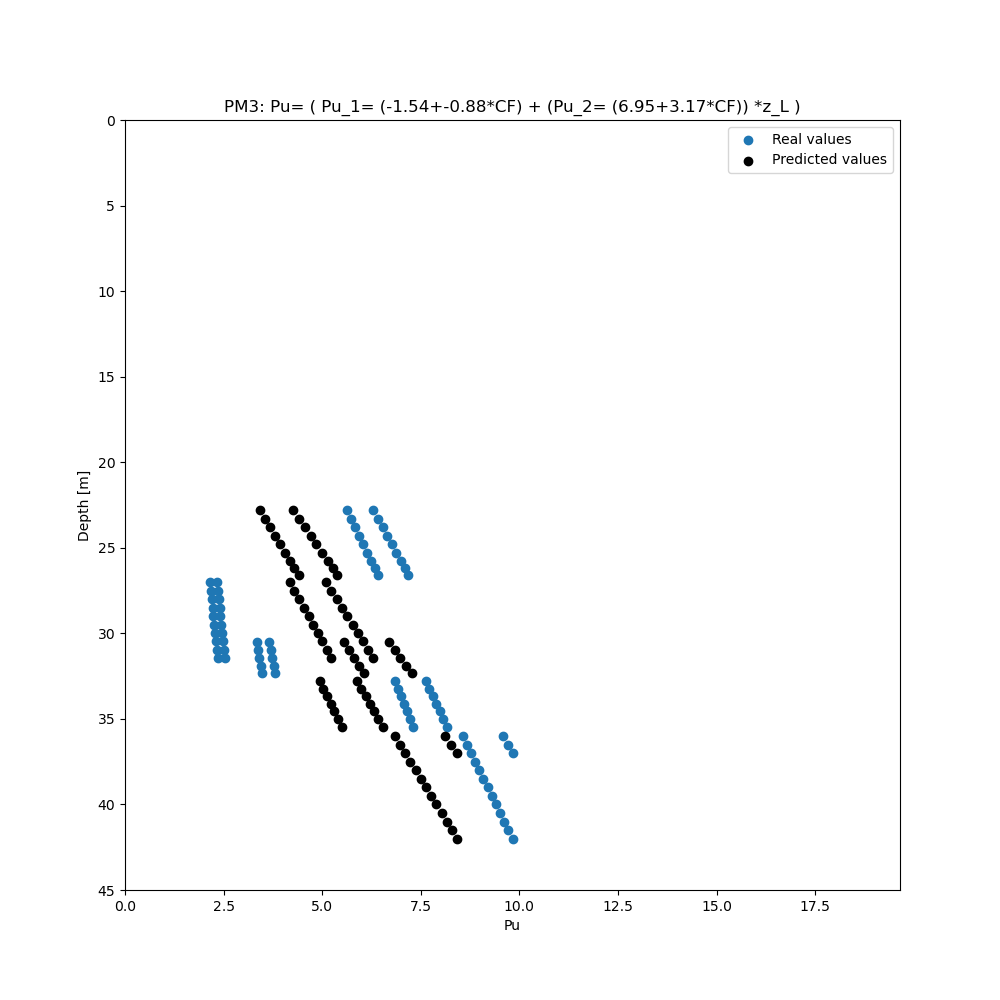 PM3: Pu= ( Pu_1= (-1.54+-0.88*CF) + (Pu_2= (6.95+3.17*CF)) *z_L )
Real values
Predicted values
0
5
10
15
20
25
30
35
40
45
Depth [m]
0.0 2.5 5.0 7.5 10.0 12.5 15.0 17.5
Pu